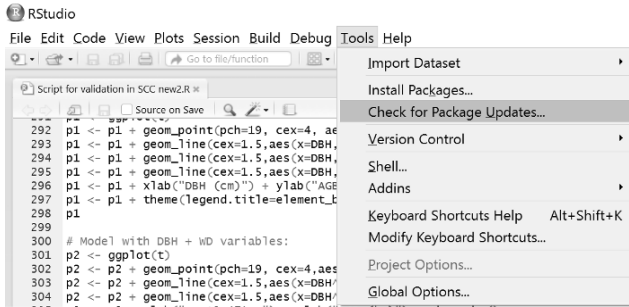 RStudio
File Edit Code View Plots Session Build Debug Tools Help
Go to file/function
Script for validation in SCC new2.R
Source on Save
292 p1 <- p1 + geom_point(pch=19, cex=4, ae
293 p1 <- p1 + geom_line(cex=1.5,aes(x=DBH,
294 p1 <- p1 + geom_line(cex=1.5,aes(x=DBH,
295 p1 <- p1 + geom_line(cex=1.5,aes(x=DBH,
296 p1 <- p1 + xlab("DBH (cm)") + ylab("AGB
297 p1 <- p1 + theme(legend.title=element_b
298 p1
299
300 # Model with DBH + WD variables:
301 p2 <- ggplot(t)
302 p2 <- p2 + geom_point(pch=19, cex=4,aes
303 p2 <- p2 + geom_line(cex=1.5,aes(x=DBH^
304 p2 <- p2 + geom_line(cex=1.5,aes(x=DBH^
Import Dataset
Install Packages...
Check for Package Updates...
Version Control
Shell...
Addins
Keyboard Shortcuts Help Alt+Shift+K
Modify Keyboard Shortcuts...
Project Options...
Global Options...